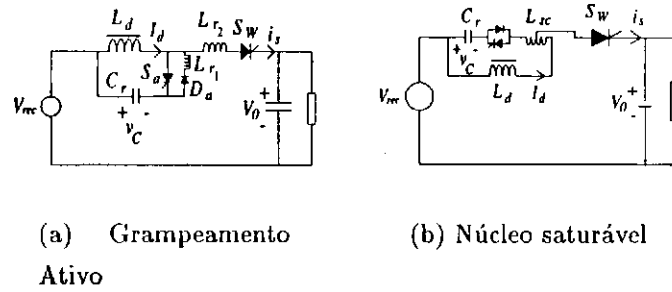 L_d I_d L_r2 S_W i_s
C_r S_a L_r1 D_a
V_rec + v_C - + V_0 -
C_r L_sc S_W i_s
+ v_C - L_d I_d
V_rec + V_0 -
(a) Grampeamento
Ativo
(b) Núcleo saturável